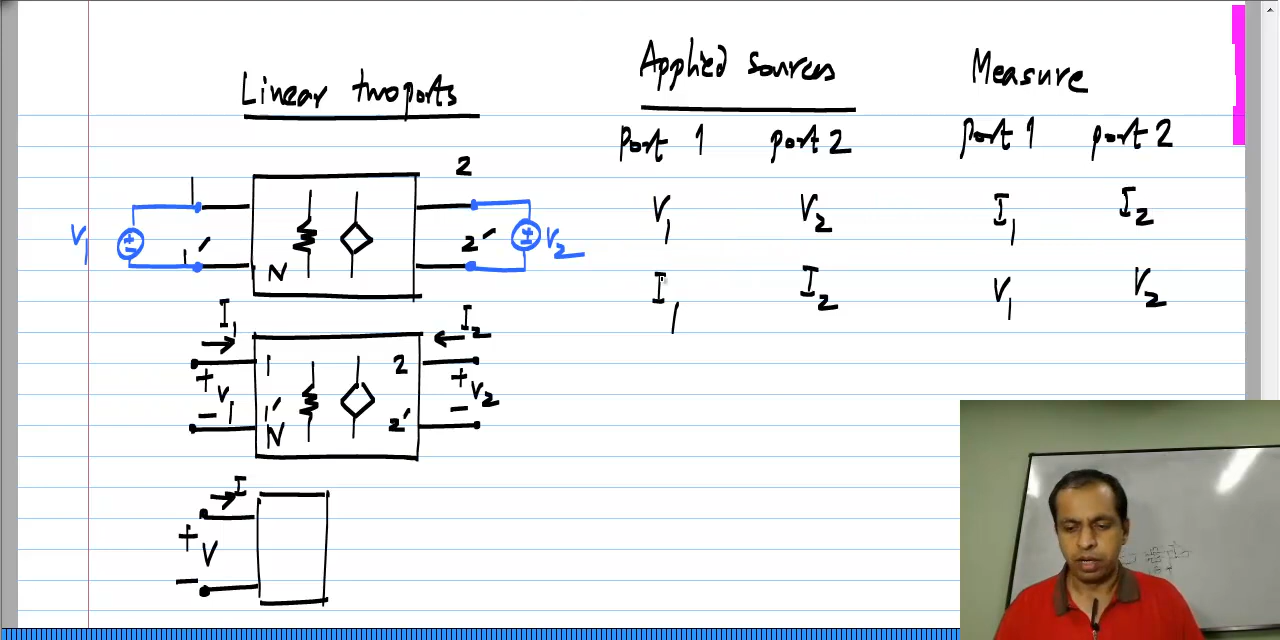 Linear twoports
Applied sources
Measure
Port 1 port 2
Port 1 port 2
V1 V2 I1 I2
I1 I2 V1 V2
1 2
V1 1' 2' V2
N
I1 I2
+ 1 2 +
V1 V2
- 1' 2' -
N
I
+
V
-